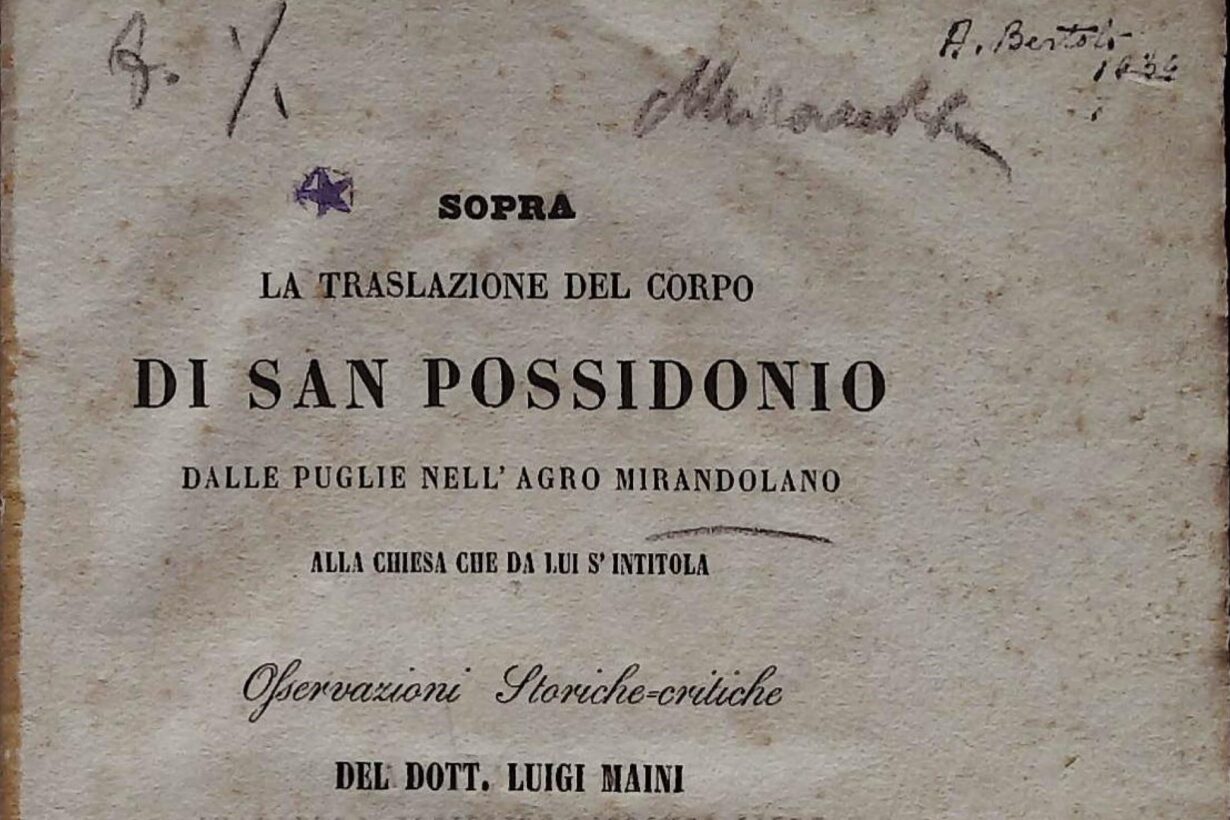 A. Bertoli
SOPRA
LA TRASLAZIONE DEL CORPO
DI SAN POSSIDONIO
DALLE PUGLIE NELL' AGRO MIRANDOLANO
ALLA CHIESA CHE DA LUI S' INTITOLA
Osservazioni Storiche=critiche
DEL DOTT. LUIGI MAINI